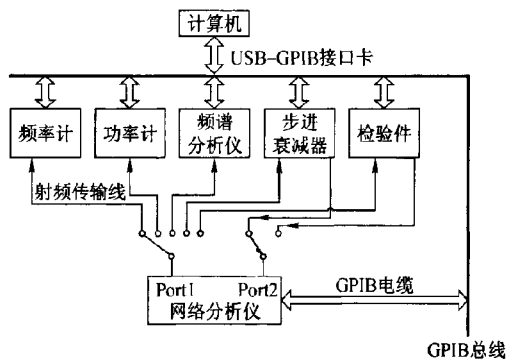 计算机
USB-GPIB接口卡
频率计
功率计
频谱
分析仪
步进
衰减器
检验件
射频传输线
Port1
Port2
网络分析仪
GPIB电缆
GPIB总线